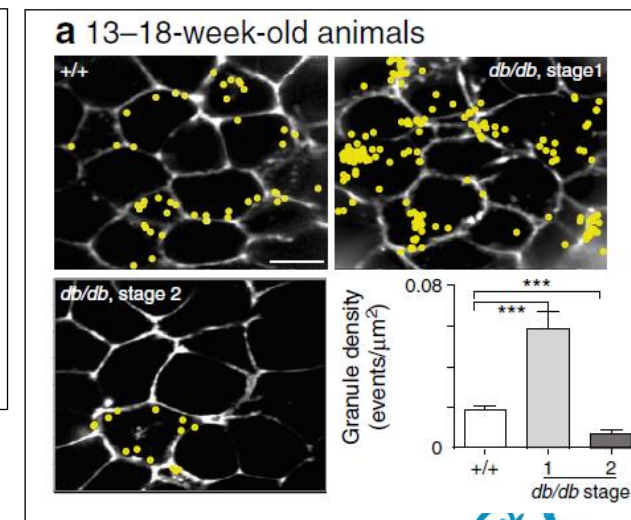 a 13–18-week-old animals
+/+
db/db, stage1
db/db, stage 2
Granule density
(events/μm²)
0.08
0
***
***
+/+
1
2
db/db stage